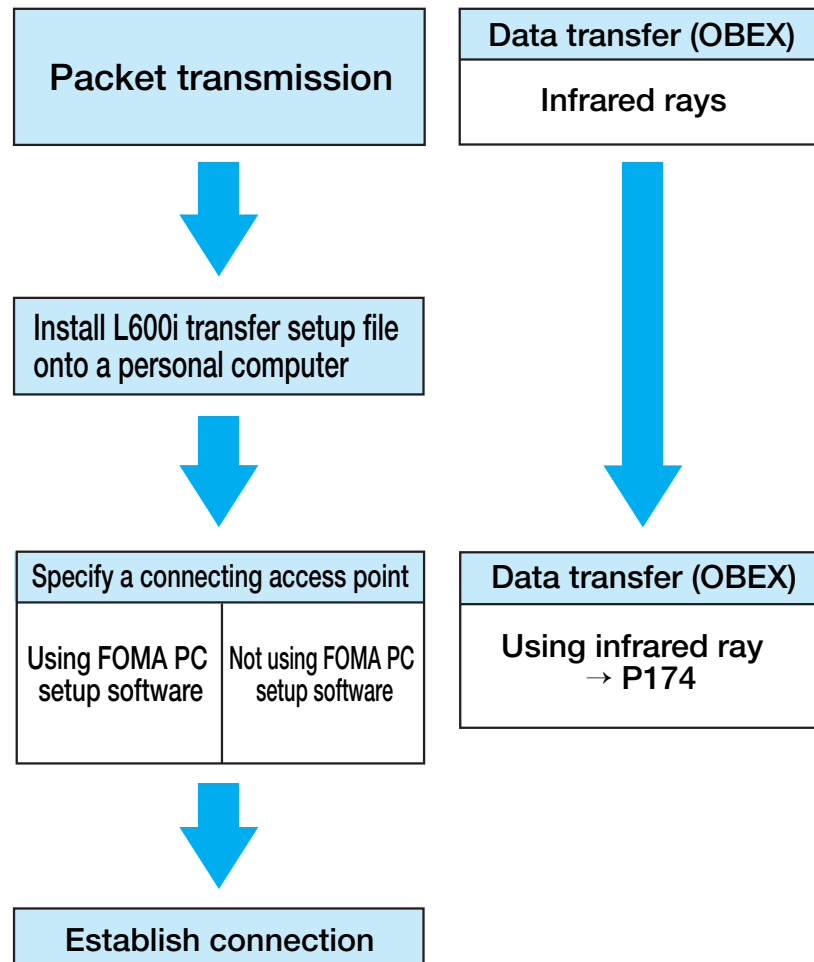 Packet transmission
Data transfer (OBEX)
Infrared rays
Install L600i transfer setup file
onto a personal computer
Specify a connecting access point
Using FOMA PC
setup software
Not using FOMA PC
setup software
Data transfer (OBEX)
Using infrared ray
→ P174
Establish connection